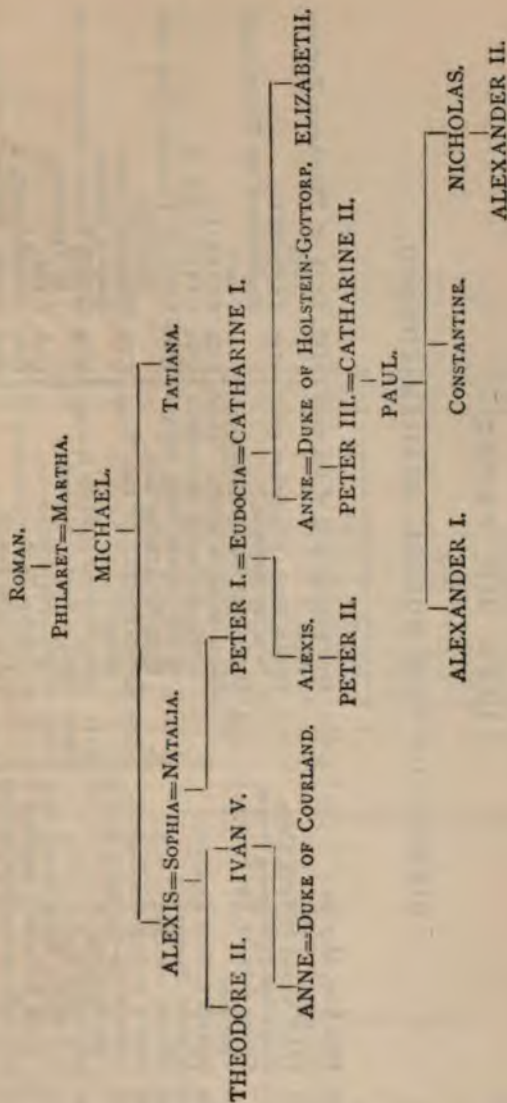 ROMAN.
PHILARET=MARTHA.
MICHAEL.
ALEXIS=SOPHIA=NATALIA. TATIANA.
THEODORE II. IVAN V. PETER I.=EUDOCIA=CATHARINE I.
ANNE=DUKE OF COURLAND. ALEXIS. ANNE=DUKE OF HOLSTEIN-GOTTORP. ELIZABETH.
PETER II. PETER III.=CATHARINE II.
PAUL.
ALEXANDER I. CONSTANTINE. NICHOLAS.
ALEXANDER II.